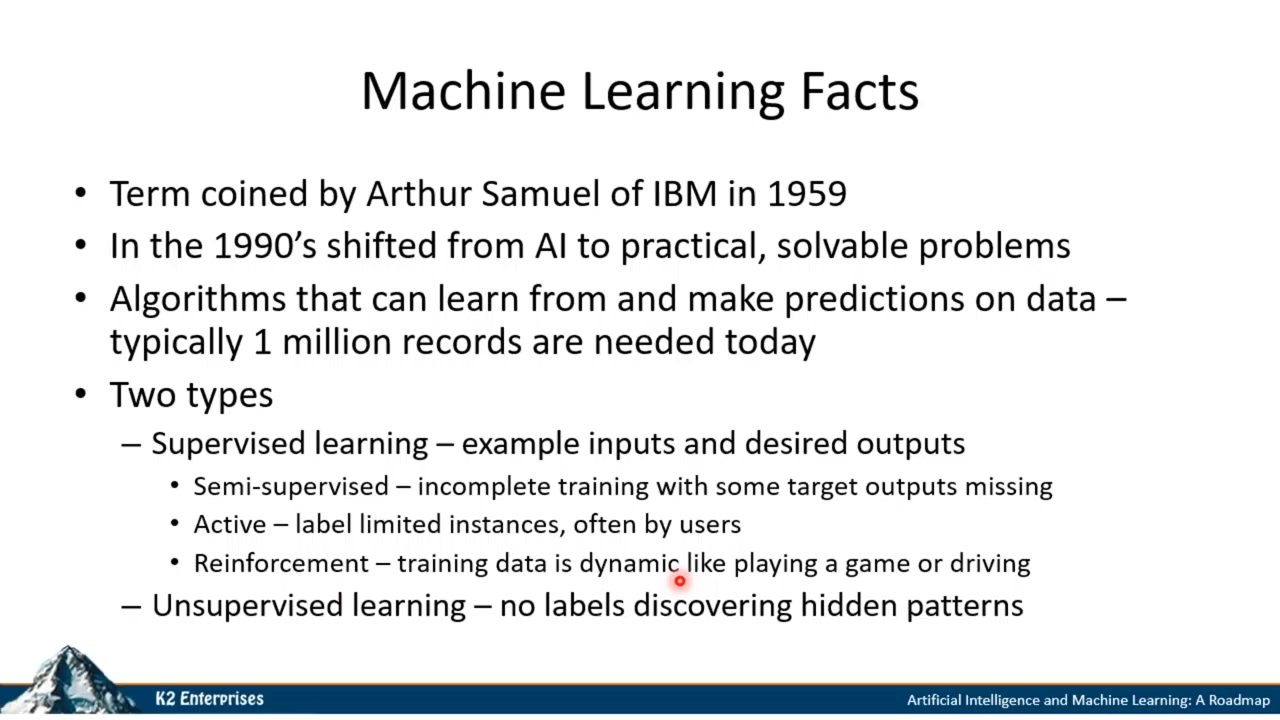 Machine Learning Facts
• Term coined by Arthur Samuel of IBM in 1959
• In the 1990’s shifted from AI to practical, solvable problems
• Algorithms that can learn from and make predictions on data –
typically 1 million records are needed today
• Two types
– Supervised learning – example inputs and desired outputs
• Semi-supervised – incomplete training with some target outputs missing
• Active – label limited instances, often by users
• Reinforcement – training data is dynamic like playing a game or driving
– Unsupervised learning – no labels discovering hidden patterns
K2 Enterprises
Artificial Intelligence and Machine Learning: A Roadmap